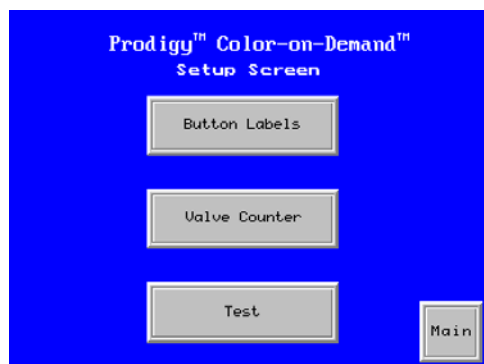 Prodigy™ Color-on-Demand™
Setup Screen
Button Labels
Valve Counter
Test
Main